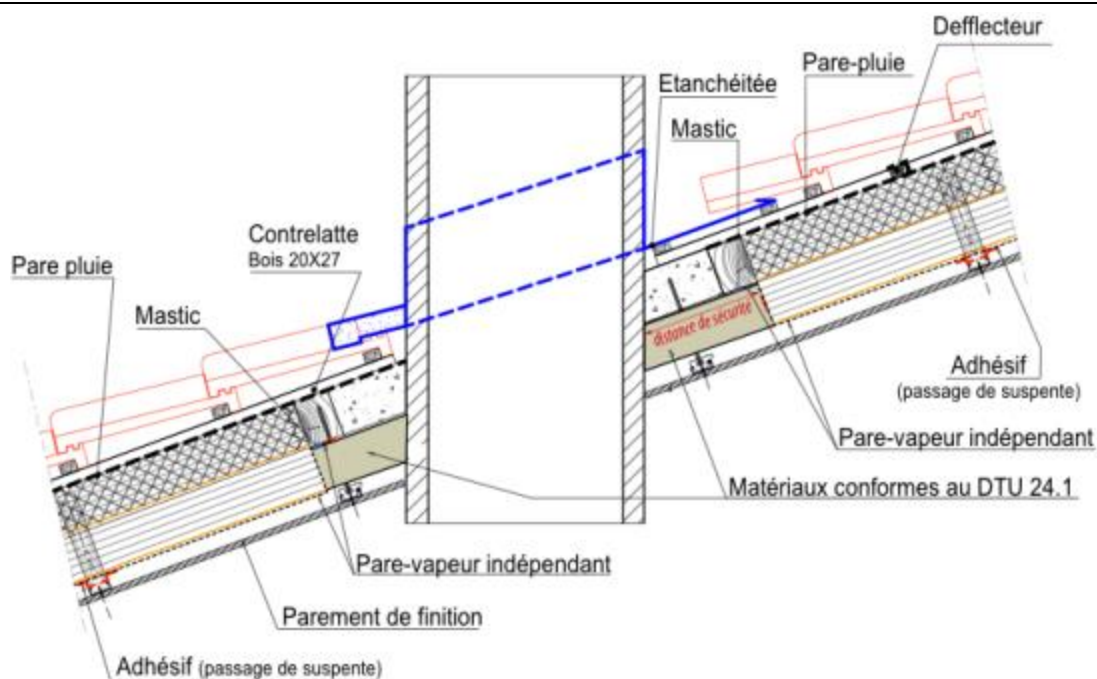 Defflecteur
Pare-pluie
Etanchéitée
Mastic
Contrelatte
Bois 20X27
Pare pluie
Mastic
distance de sécurité
Adhésif
(passage de suspente)
Pare-vapeur indépendant
Matériaux conformes au DTU 24.1
Pare-vapeur indépendant
Parement de finition
Adhésif (passage de suspente)